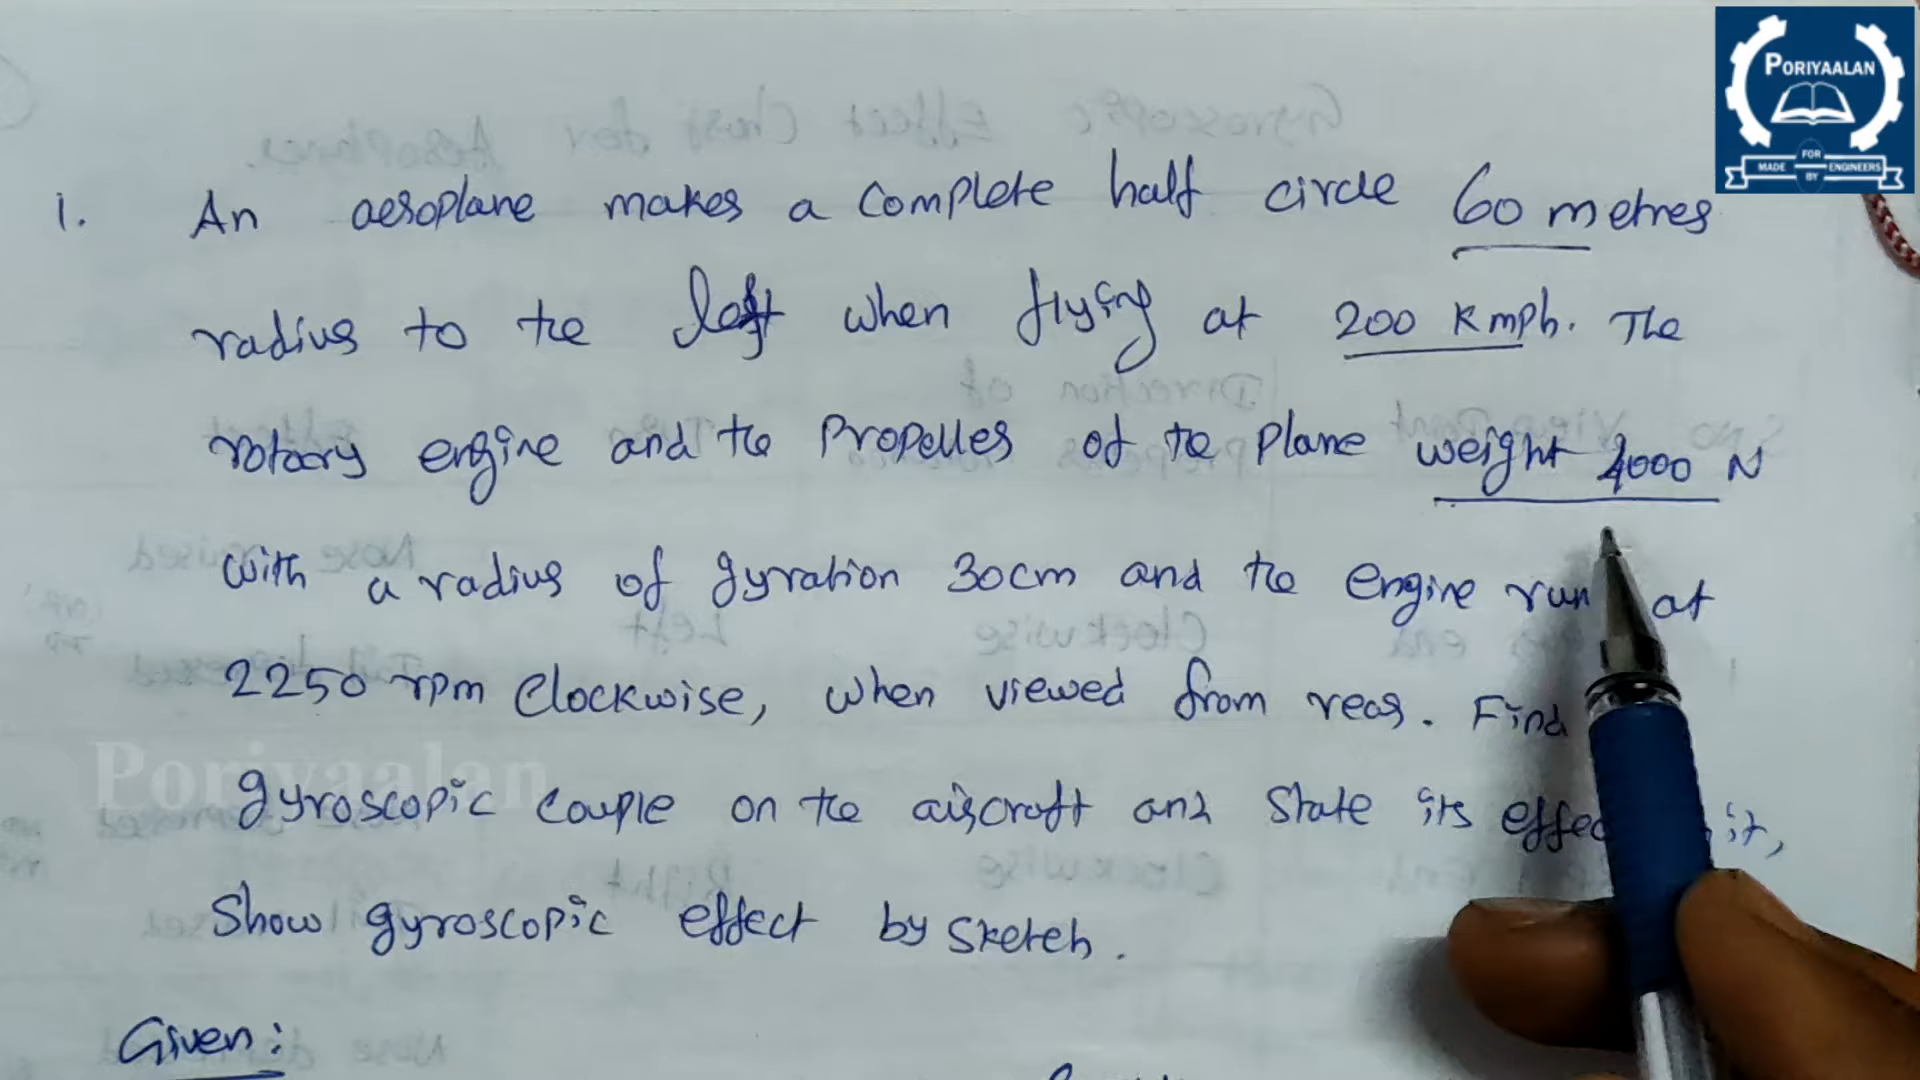 PORIYAALAN
MADE FOR BY ENGINEERS
1. An aeroplane makes a complete half circle 60 metres
radius to the left when flying at 200 Kmph. The
rotary engine and the Propeller of the plane weight 4000 N
with a radius of gyration 30cm and the engine run at
2250 rpm Clockwise, when viewed from rear. Find
gyroscopic couple on the aircraft and State its it,
Show gyroscopic effect by Sketch.
Given:
Poriyaalan